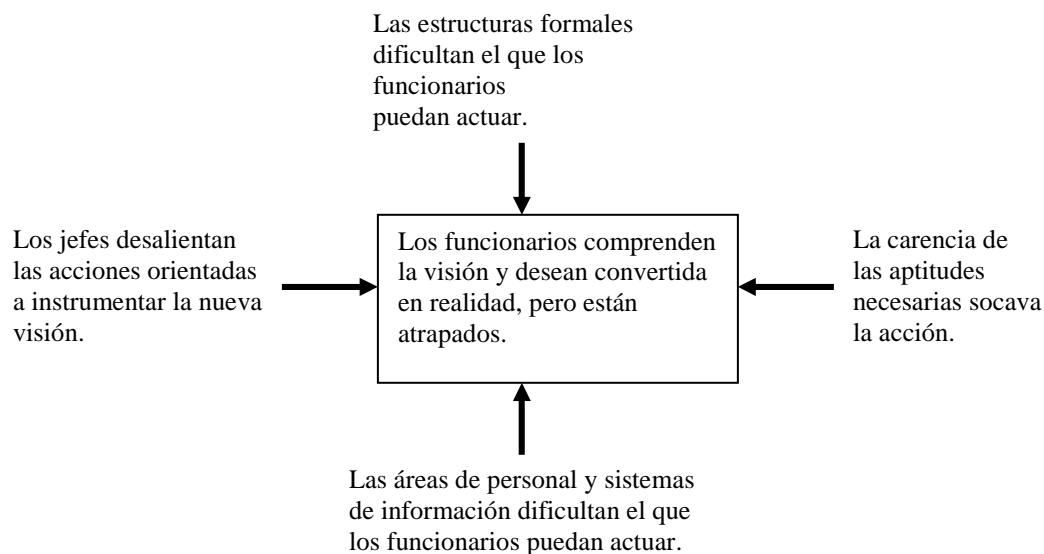 Las estructuras formales
dificultan el que los
funcionarios
puedan actuar.
Los jefes desalientan
las acciones orientadas
a instrumentar la nueva
visión.
Los funcionarios comprenden
la visión y desean convertida
en realidad, pero están
atrapados.
La carencia de
las aptitudes
necesarias socava
la acción.
Las áreas de personal y sistemas
de información dificultan el que
los funcionarios puedan actuar.